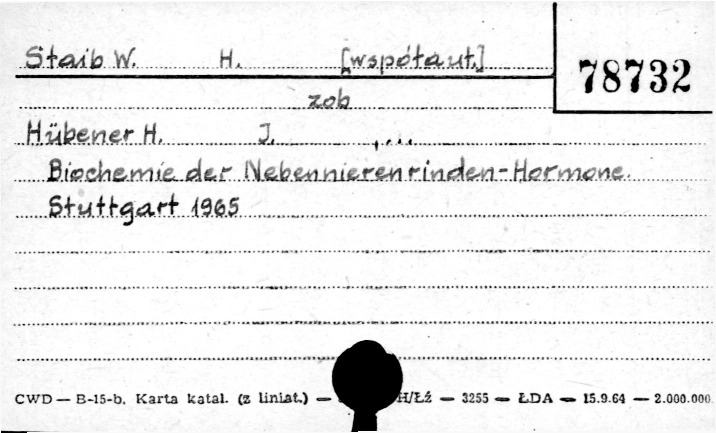 Staib W. H. [współaut.]
78732
zob
Hübener H. J. , ...
Biochemie der Nebennierenrinden-Hormone.
Stuttgart 1965
CWD — B-15-b. Karta katal. (z liniat.) — H/Łż — 3255 — ŁDA — 15.9.64 — 2.000.000